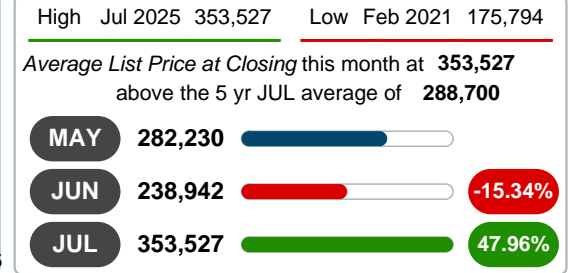 High Jul 2025 353,527 Low Feb 2021 175,794
Average List Price at Closing this month at 353,527
above the 5 yr JUL average of 288,700
MAY 282,230
JUN 238,942 -15.34%
JUL 353,527 47.96%